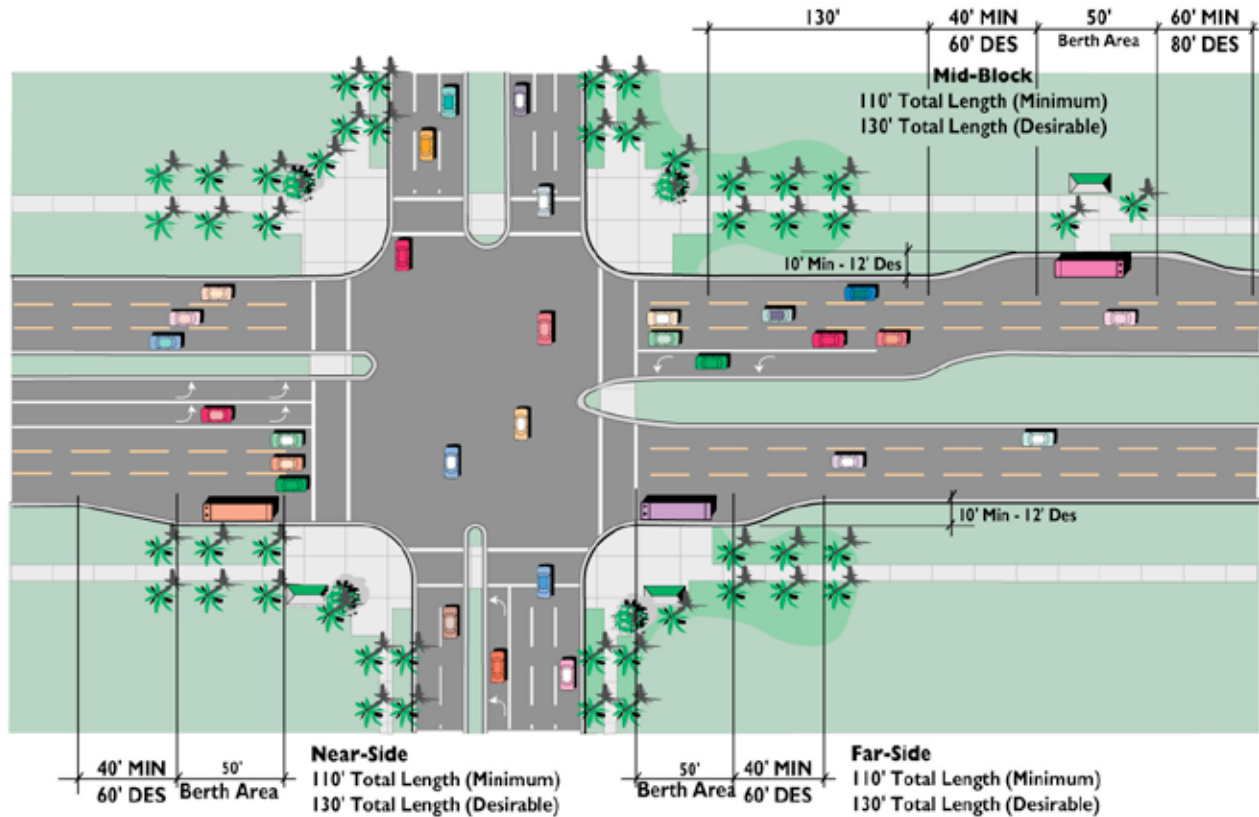 130' 40' MIN 50' 60' MIN
60' DES Berth Area 80' DES
Mid-Block
110' Total Length (Minimum)
130' Total Length (Desirable)
10' Min - 12' Des
10' Min - 12' Des
40' MIN 50'
60' DES Berth Area
Near-Side
110' Total Length (Minimum)
130' Total Length (Desirable)
50' 40' MIN
Berth Area 60' DES
Far-Side
110' Total Length (Minimum)
130' Total Length (Desirable)